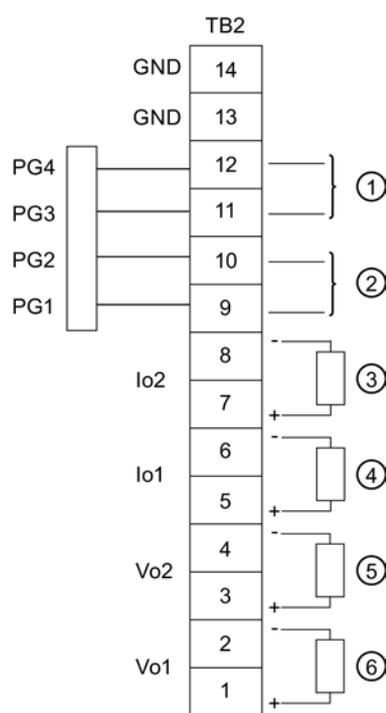 TB2
GND 14
GND 13
PG4 12
① 
PG3 11
PG2 10
②
PG1 9
8 -
Io2 ③
7 +
6 -
Io1 ④
5 +
4 -
Vo2 ⑤
3 +
2 -
Vo1 ⑥
1 +